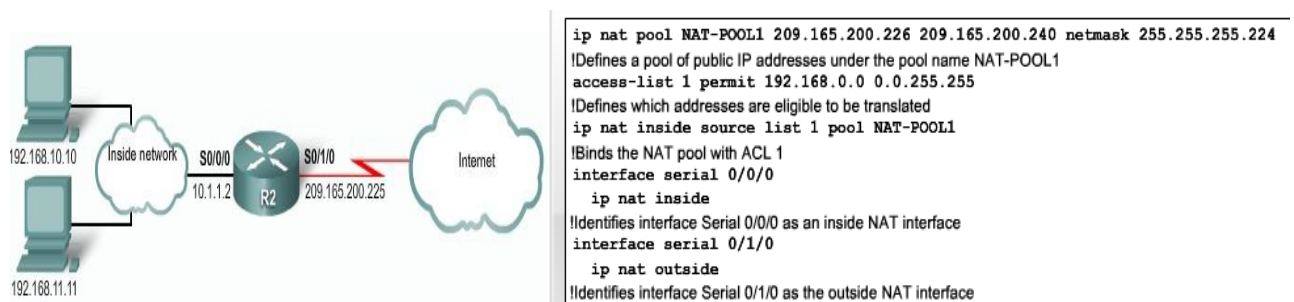 192.168.10.10
Inside network
S0/0/0
S0/1/0
Internet
10.1.1.2
R2
209.165.200.225
192.168.11.11
ip nat pool NAT-POOL1 209.165.200.226 209.165.200.240 netmask 255.255.255.224
!Defines a pool of public IP addresses under the pool name NAT-POOL1
access-list 1 permit 192.168.0.0 0.0.255.255
!Defines which addresses are eligible to be translated
ip nat inside source list 1 pool NAT-POOL1
!Binds the NAT pool with ACL 1
interface serial 0/0/0
ip nat inside
!Identifies interface Serial 0/0/0 as an inside NAT interface
interface serial 0/1/0
ip nat outside
!Identifies interface Serial 0/1/0 as the outside NAT interface